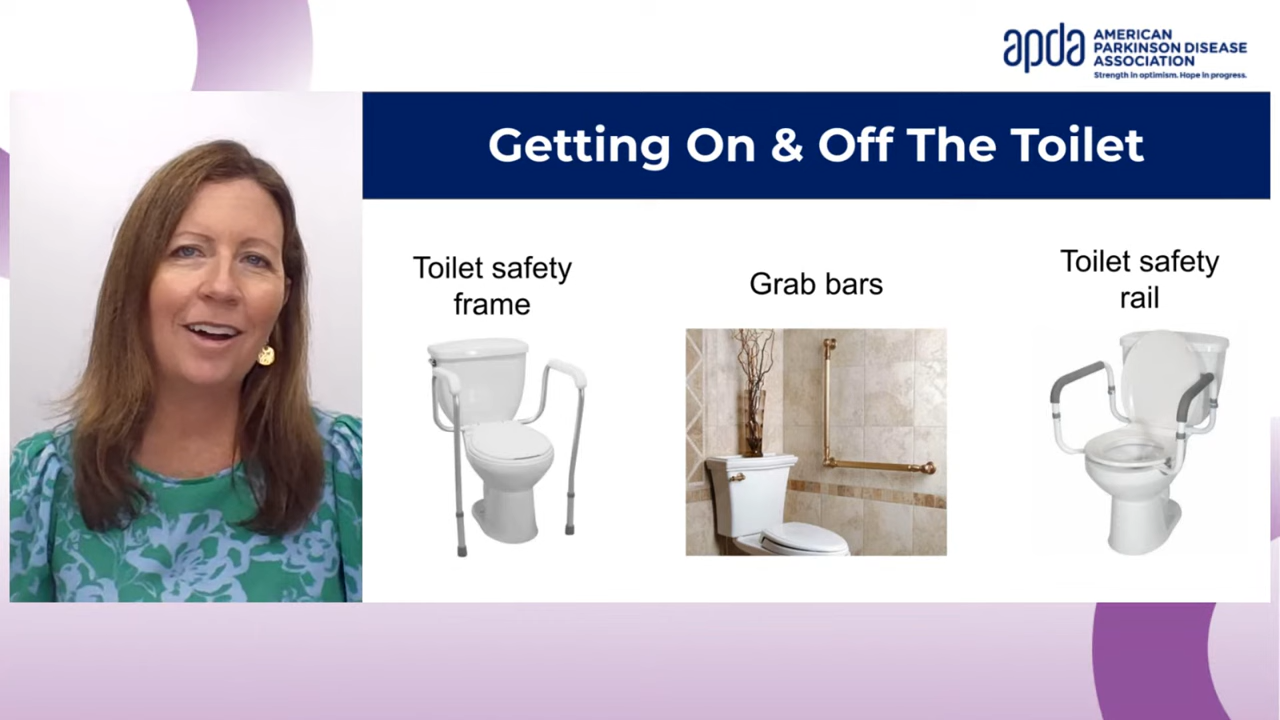 apda AMERICAN
PARKINSON DISEASE
ASSOCIATION
Strength in optimism. Hope in progress.
Getting On & Off The Toilet
Toilet safety
frame
Grab bars
Toilet safety
rail